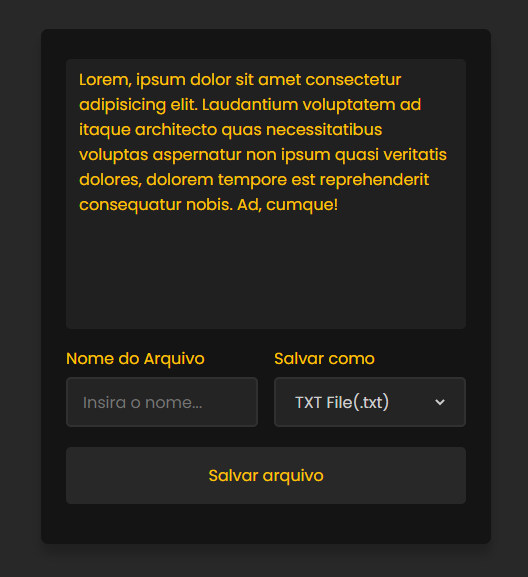 Lorem, ipsum dolor sit amet consectetur
adipisicing elit. Laudantium voluptatem ad
itaque architecto quas necessitatibus
voluptas aspernatur non ipsum quasi veritatis
dolores, dolorem tempore est reprehenderit
consequatur nobis. Ad, cumque!
Nome do Arquivo
Salvar como
Insira o nome...
TXT File(.txt)
Salvar arquivo